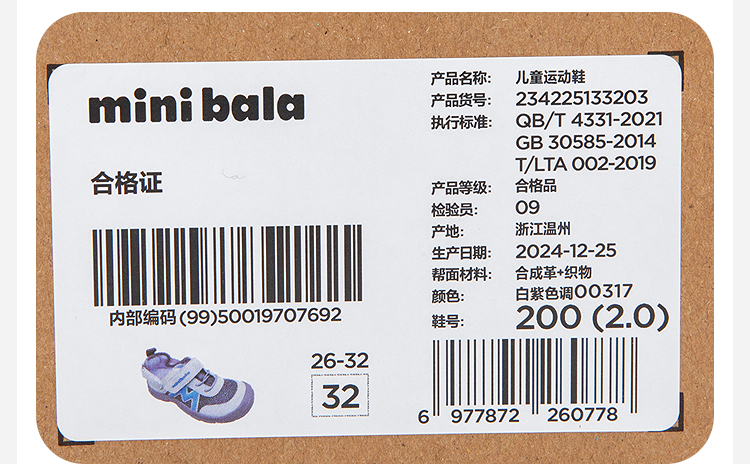 mini bala
合格证
内部编码 (99)50019707692
26-32
32
产品名称: 儿童运动鞋
产品货号: 234225133203
执行标准: QB/T 4331-2021
GB 30585-2014
T/LTA 002-2019
产品等级: 合格品
检验员: 09
产地: 浙江温州
生产日期: 2024-12-25
帮面材料: 合成革+织物
颜色: 白紫色调00317
鞋号: 200 (2.0)
6 977872 260778